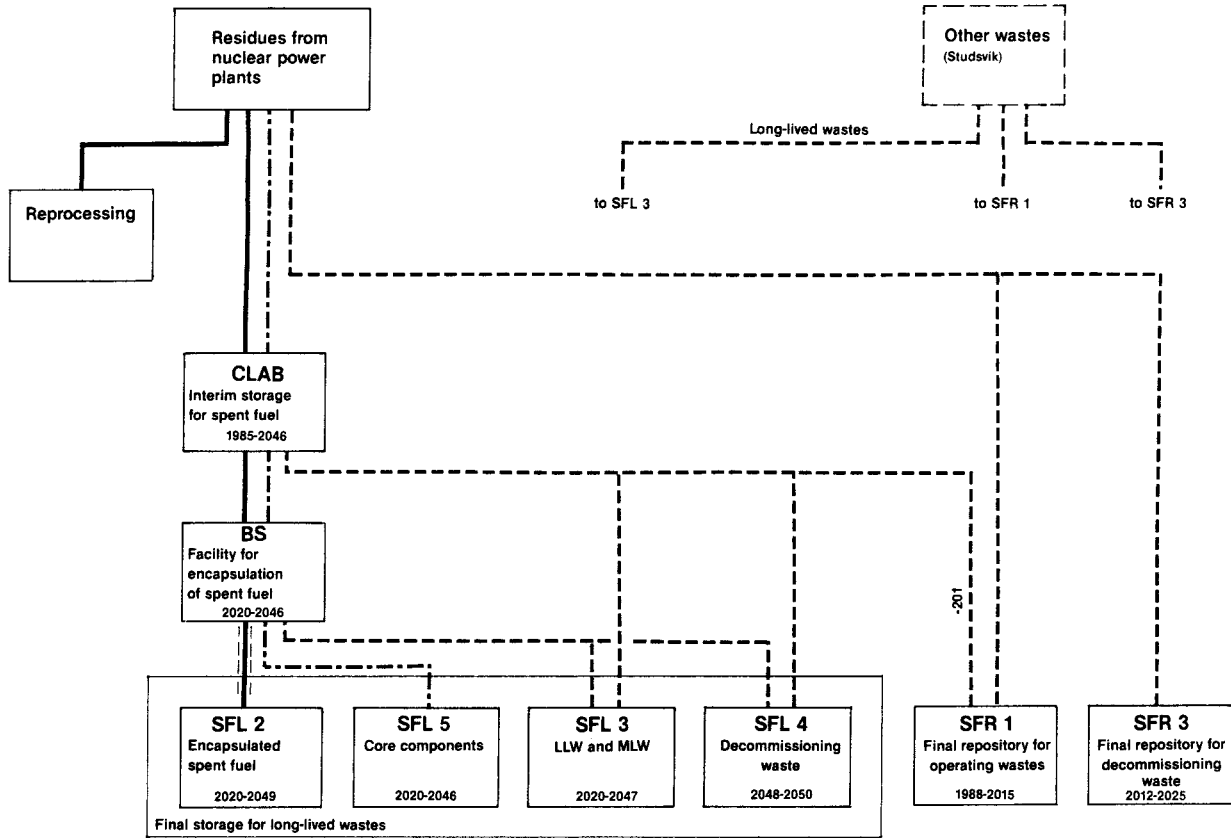 Residues from
nuclear power
plants
Other wastes
(Studsvik)
Long-lived wastes
Reprocessing
to SFL 3
to SFR 1
to SFR 3
CLAB
Interim storage
for spent fuel
1985-2046
BS
Facility for
encapsulation
of spent fuel
2020-2046
-201
SFL 2
Encapsulated
spent fuel
2020-2049
SFL 5
Core components
2020-2046
SFL 3
LLW and MLW
2020-2047
SFL 4
Decommissioning
waste
2048-2050
SFR 1
Final repository for
operating wastes
1988-2015
SFR 3
Final repository for
decommissioning
waste
2012-2025
Final storage for long-lived wastes